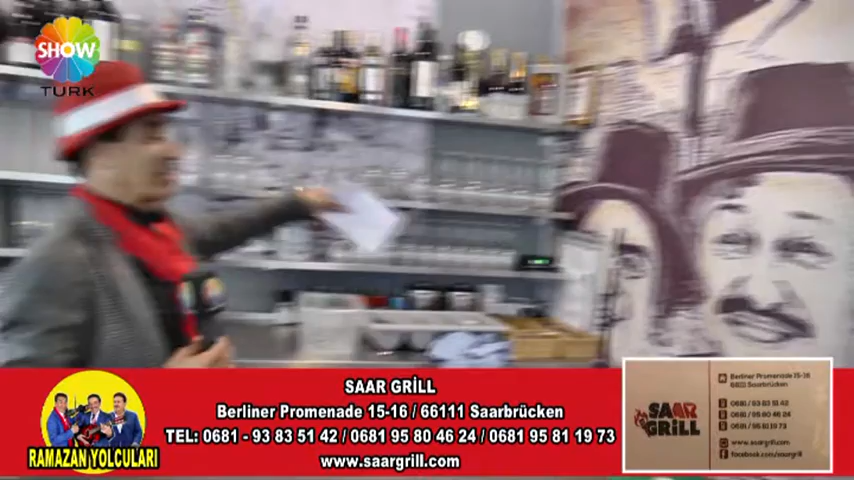 SHOW
TURK
SAAR GRİLL
Berliner Promenade 15-16 / 66111 Saarbrücken
TEL: 0681 - 93 83 51 42 / 0681 95 80 46 24 / 0681 95 81 19 73
www.saargrill.com
RAMAZAN YOLCULARI
SAAR
GRiLL
Berliner Promenade 15-16
66111 Saarbrücken
0681 / 93 83 51 42
0681 / 95 80 46 24
0681 / 95 81 19 73
www.saargrill.com
facebook.com/saargrill